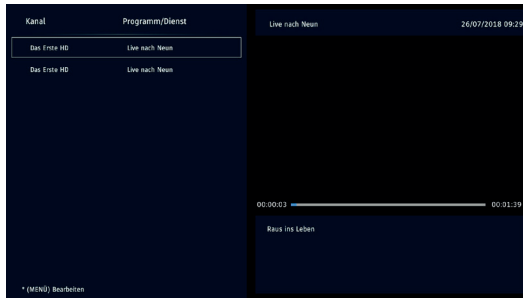 Kanal Programm/Dienst
Das Erste HD Live nach Neun
Das Erste HD Live nach Neun
* (MENÜ) Bearbeiten
Live nach Neun 26/07/2018 09:29
00:00:03 00:01:39
Raus ins Leben